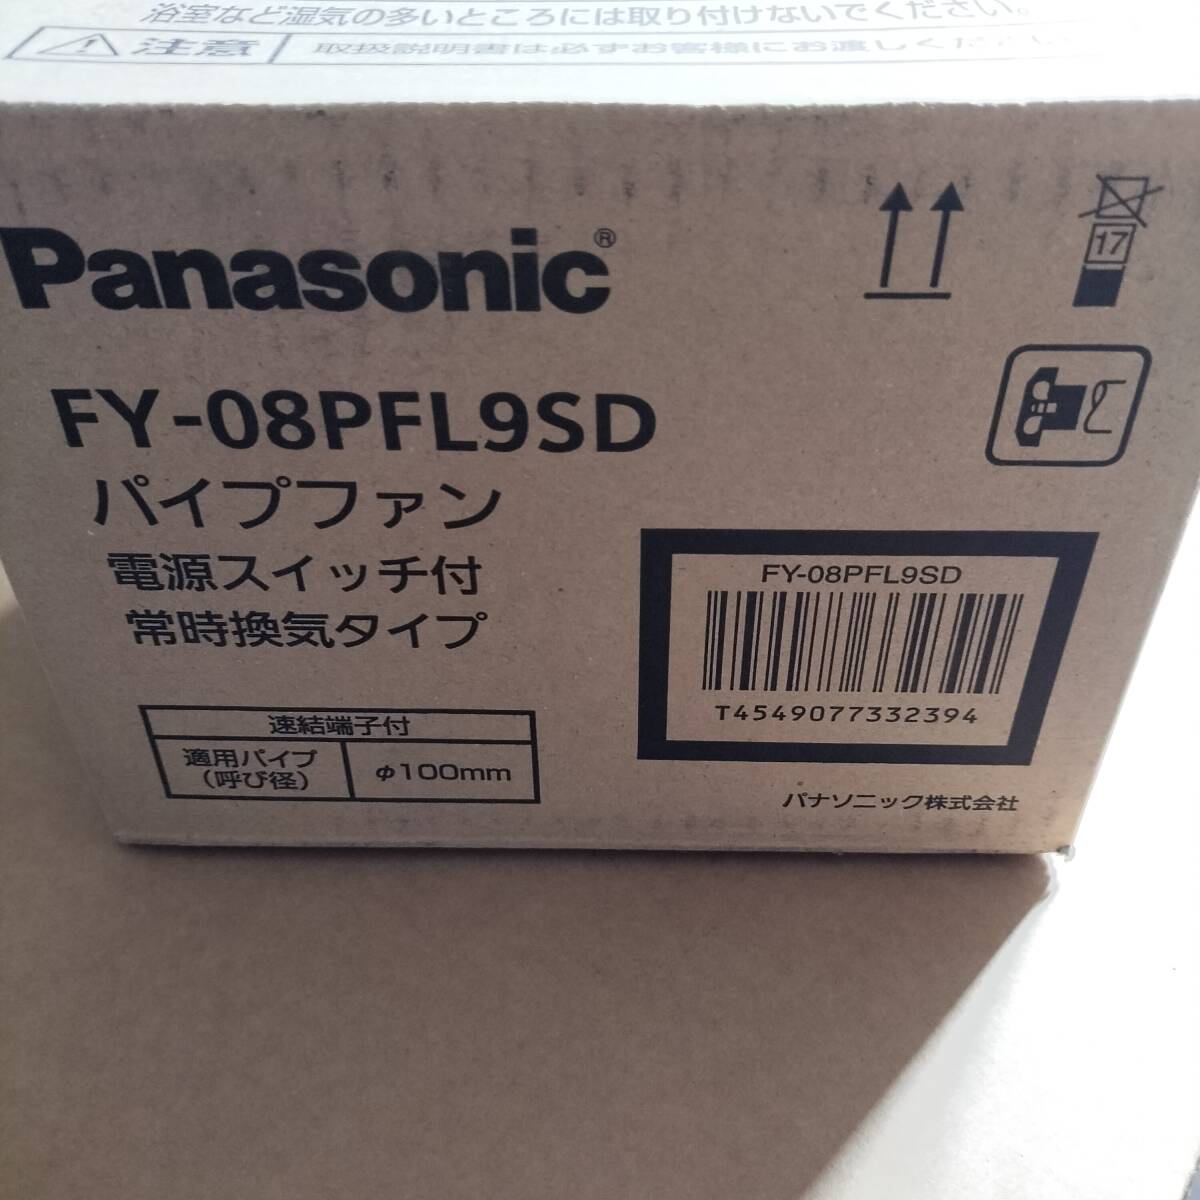 浴室など湿気の多いところには取り付けないでください。
注意 取扱説明書は必ずお客様にお渡しください
Panasonic®
17
FY-08PFL9SD
パイプファン
電源スイッチ付
常時換気タイプ
FY-08PFL9SD
T4549077332394
速結端子付
適用パイプ
(呼び径)
φ100mm
パナソニック株式会社